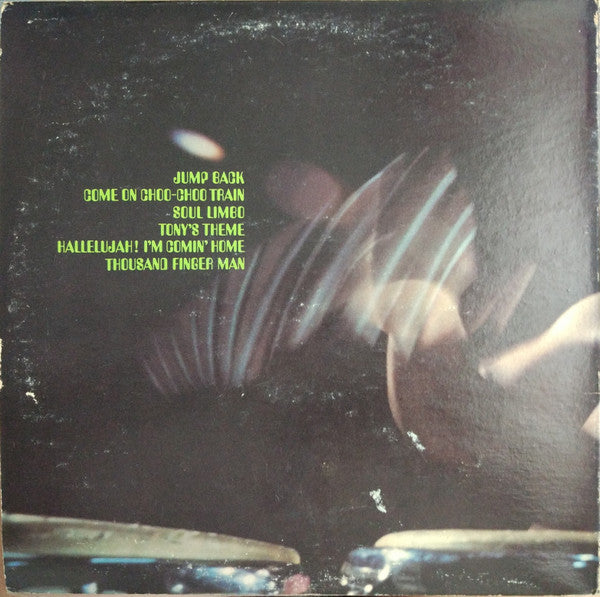 JUMP BACK
COME ON CHOO-CHOO TRAIN
SOUL LIMBO
TONY'S THEME
HALLELUJAH! I'M COMIN' HOME
THOUSAND FINGER MAN